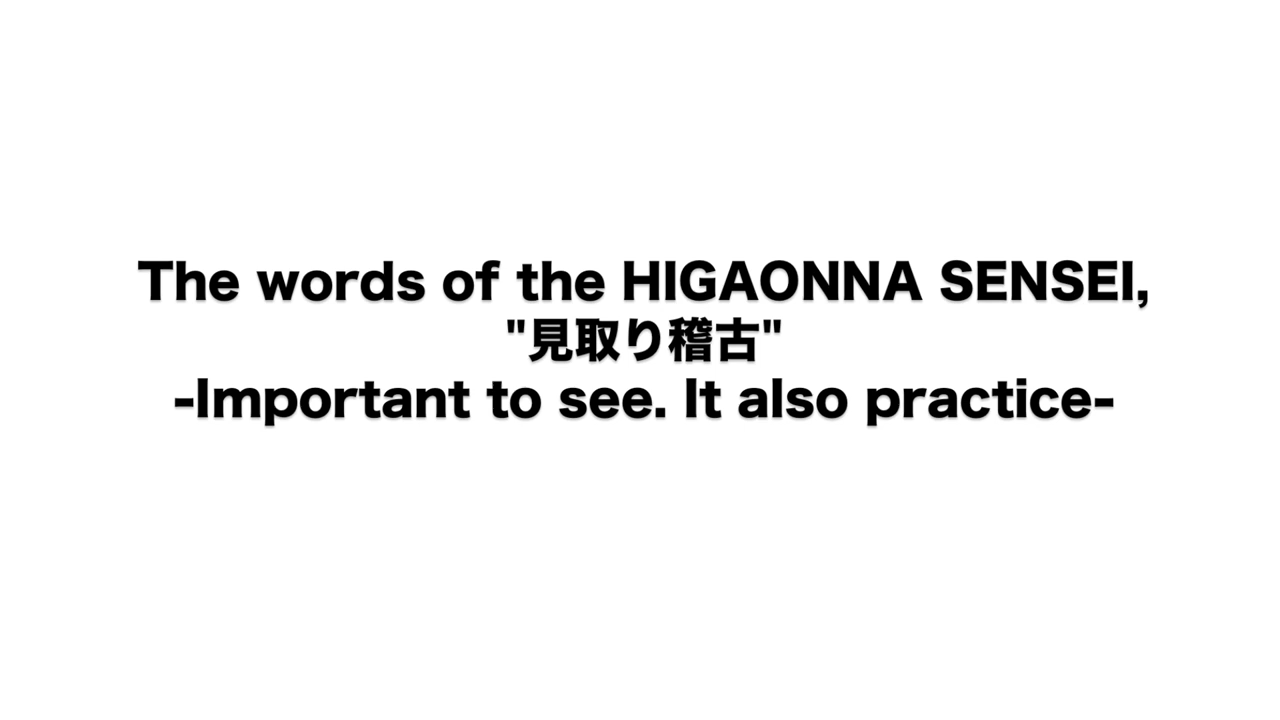 The words of the HIGAONNA SENSEI,
"見取り稽古"
-Important to see. It also practice-